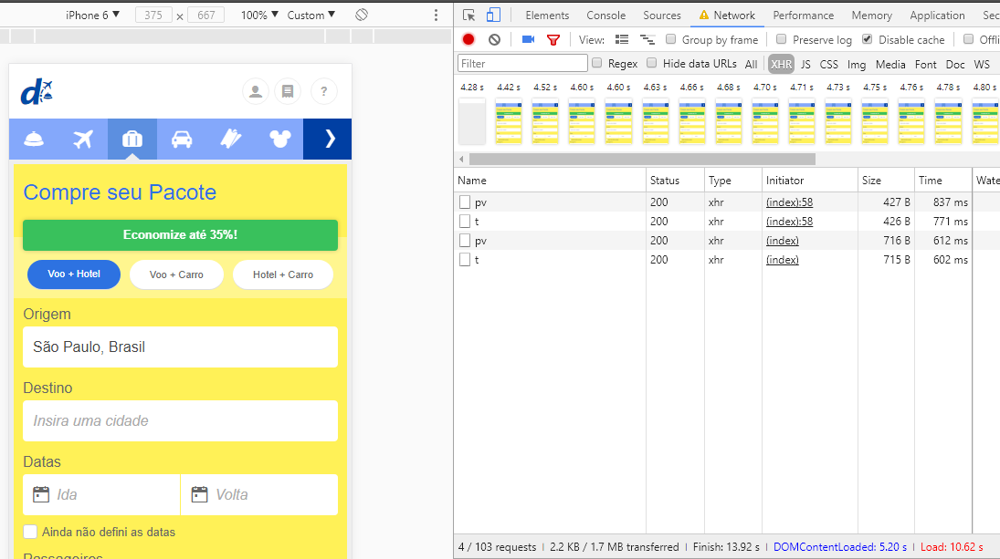 iPhone 6 ▼ 375 × 667 100% ▼ Custom ▼
Elements Console Sources Network Performance Memory Application Sec
View: Group by frame Preserve log Disable cache Offli
Filter Regex Hide data URLs All XHR JS CSS Img Media Font Doc WS
4.28 s 4.42 s 4.52 s 4.60 s 4.60 s 4.63 s 4.66 s 4.68 s 4.70 s 4.71 s 4.73 s 4.75 s 4.76 s 4.78 s 4.80 s
d
?
Compre seu Pacote
Economize até 35%!
Voo + Hotel Voo + Carro Hotel + Carro
Origem
São Paulo, Brasil
Destino
Insira uma cidade
Datas
Ida Volta
Ainda não defini as datas
Passageiros
Name Status Type Initiator Size Time Wate
pv 200 xhr (index):58 427 B 837 ms
t 200 xhr (index):58 426 B 771 ms
pv 200 xhr (index) 716 B 612 ms
t 200 xhr (index) 715 B 602 ms
4 / 103 requests | 2.2 KB / 1.7 MB transferred | Finish: 13.92 s | DOMContentLoaded: 5.20 s | Load: 10.62 s